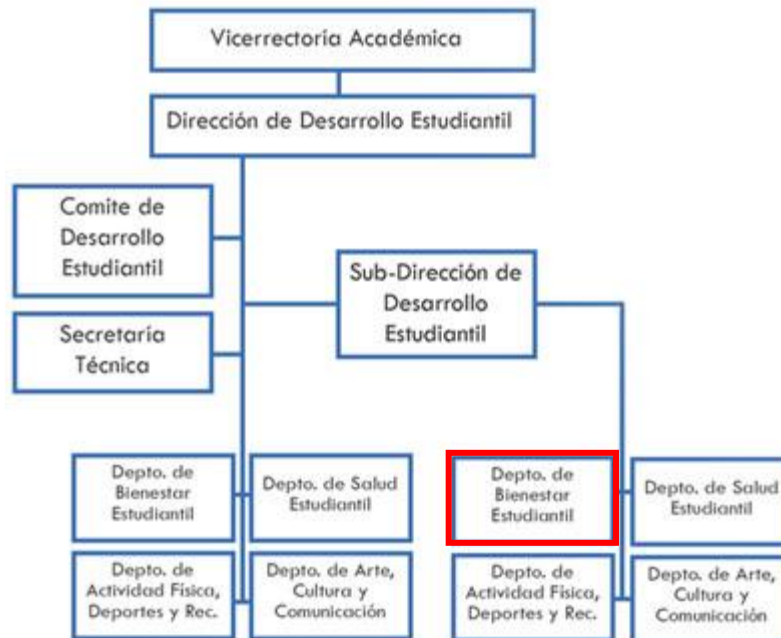 Vicerrectoría Académica
Dirección de Desarrollo Estudiantil
Comite de
Desarrollo
Estudiantil
Sub-Dirección de
Desarrollo
Estudiantil
Secretaría
Técnica
Depto. de
Bienestar
Estudiantil
Depto. de Salud
Estudiantil
Depto. de
Bienestar
Estudiantil
Depto. de Salud
Estudiantil
Depto. de
Actividad Física,
Deportes y Rec.
Depto. de Arte,
Cultura y
Comunicación
Depto. de
Actividad Física,
Deportes y Rec.
Depto. de Arte,
Cultura y
Comunicación